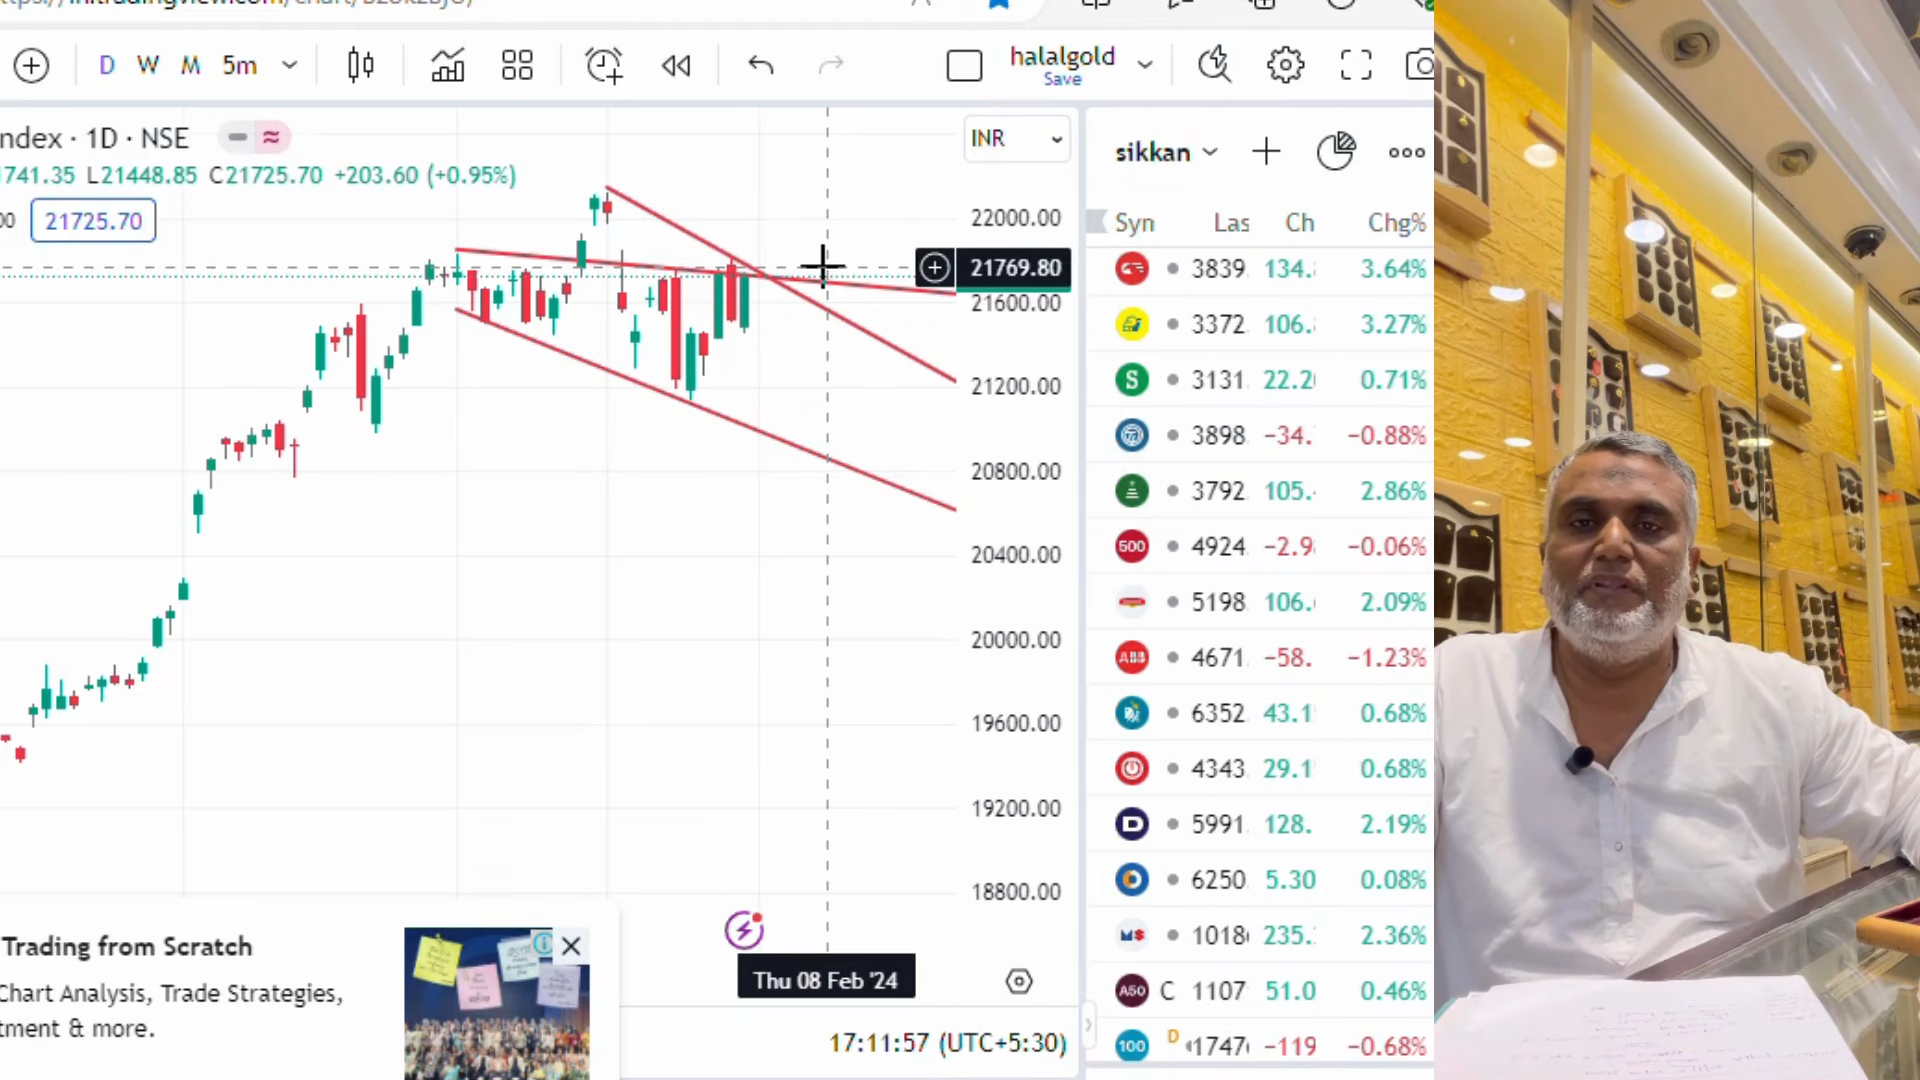 D W M 5m
halalgold
Save
ndex · 1D · NSE
INR
1741.35 L21448.85 C21725.70 +203.60 (+0.95%)
00 21725.70
22000.00
21769.80
21600.00
21200.00
20800.00
20400.00
20000.00
19600.00
19200.00
18800.00
Thu 08 Feb '24
17:11:57 (UTC+5:30)
Trading from Scratch
Chart Analysis, Trade Strategies,
tment & more.
sikkan
Syn Las Ch Chg%
3839 134. 3.64%
3372 106. 3.27%
S 3131 22.2 0.71%
3898 −34. −0.88%
3792 105. 2.86%
500 4924 −2.9 −0.06%
5198 106. 2.09%
ABB 4671 −58. −1.23%
6352 43.1 0.68%
4343 29.1 0.68%
D 5991 128. 2.19%
6250 5.30 0.08%
M$ 1018 235. 2.36%
A50 C 1107 51.0 0.46%
100 D 1747 −119 −0.68%